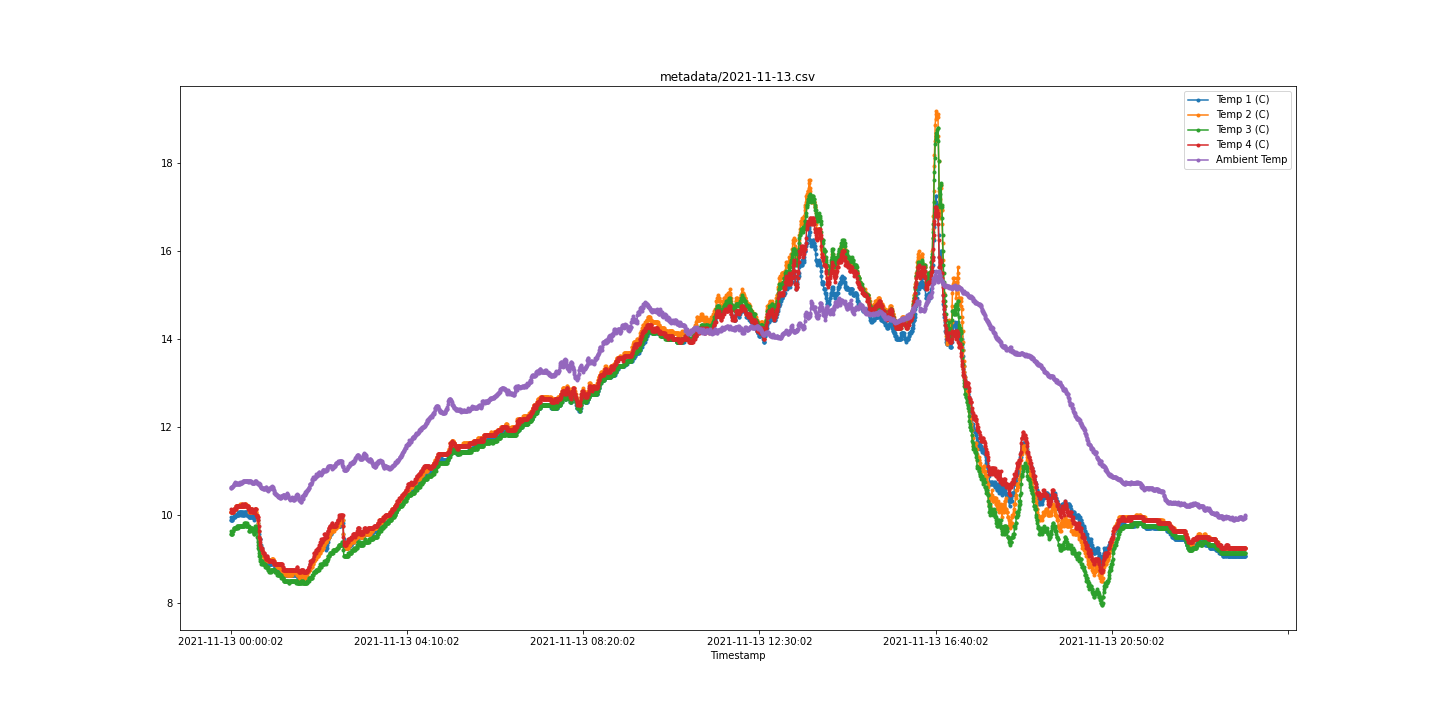 metadata/2021-11-13.csv
Temp 1 (C)
Temp 2 (C)
Temp 3 (C)
Temp 4 (C)
Ambient Temp
18
16
14
12
10
8
2021-11-13 00:00:02 2021-11-13 04:10:02 2021-11-13 08:20:02 2021-11-13 12:30:02 2021-11-13 16:40:02 2021-11-13 20:50:02
Timestamp